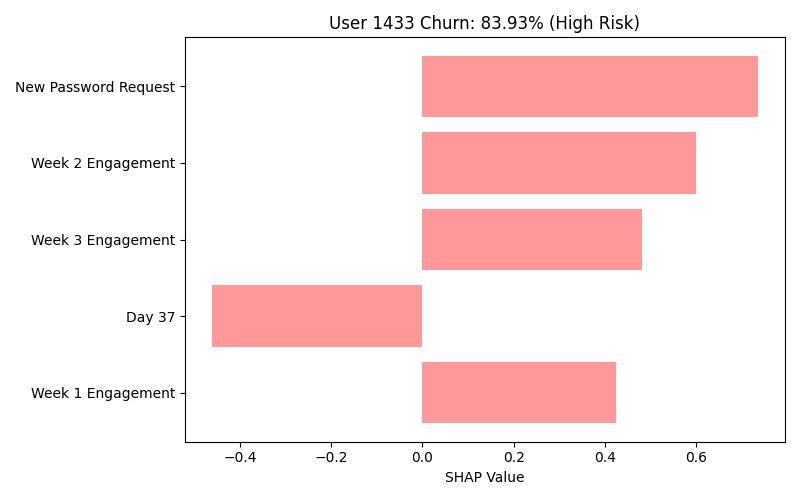 User 1433 Churn: 83.93% (High Risk)
New Password Request
Week 2 Engagement
Week 3 Engagement
Day 37
Week 1 Engagement
−0.4 −0.2 0.0 0.2 0.4 0.6
SHAP Value